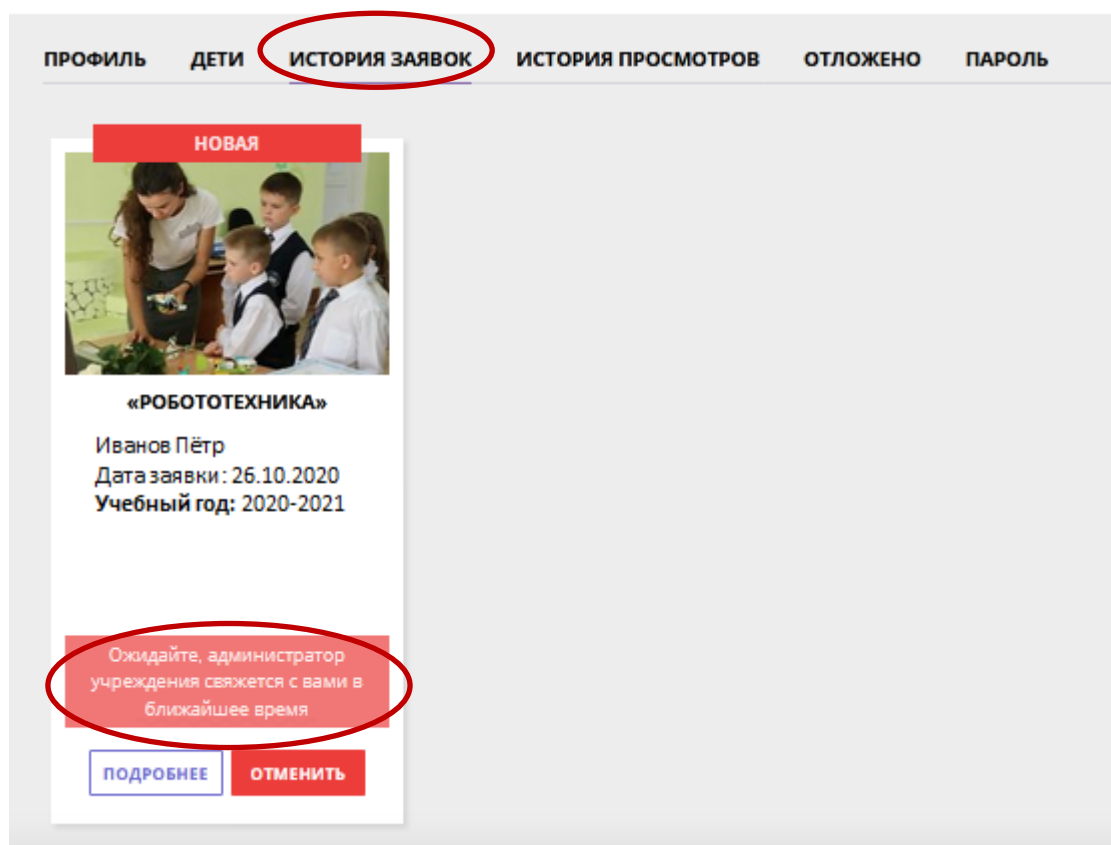 ПРОФИЛЬ ДЕТИ ИСТОРИЯ ЗАЯВОК ИСТОРИЯ ПРОСМОТРОВ ОТЛОЖЕНО ПАРОЛЬ
НОВАЯ
«РОБОТОТЕХНИКА»
Иванов Пётр
Дата заявки: 26.10.2020
Учебный год: 2020-2021
Ожидайте, администратор
учреждения свяжется с вами в
ближайшее время
ПОДРОБНЕЕ ОТМЕНИТЬ